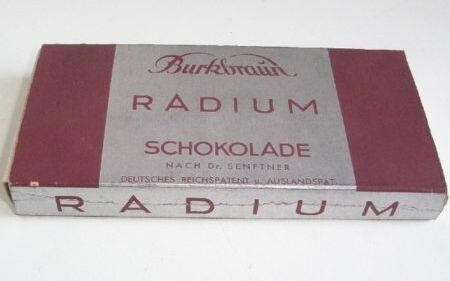 Burkbraun
RADIUM
SCHOKOLADE
NACH Dr. SENFTNER
DEUTSCHES REICHSPATENT u. AUSLANDSPAT.
RADIUM